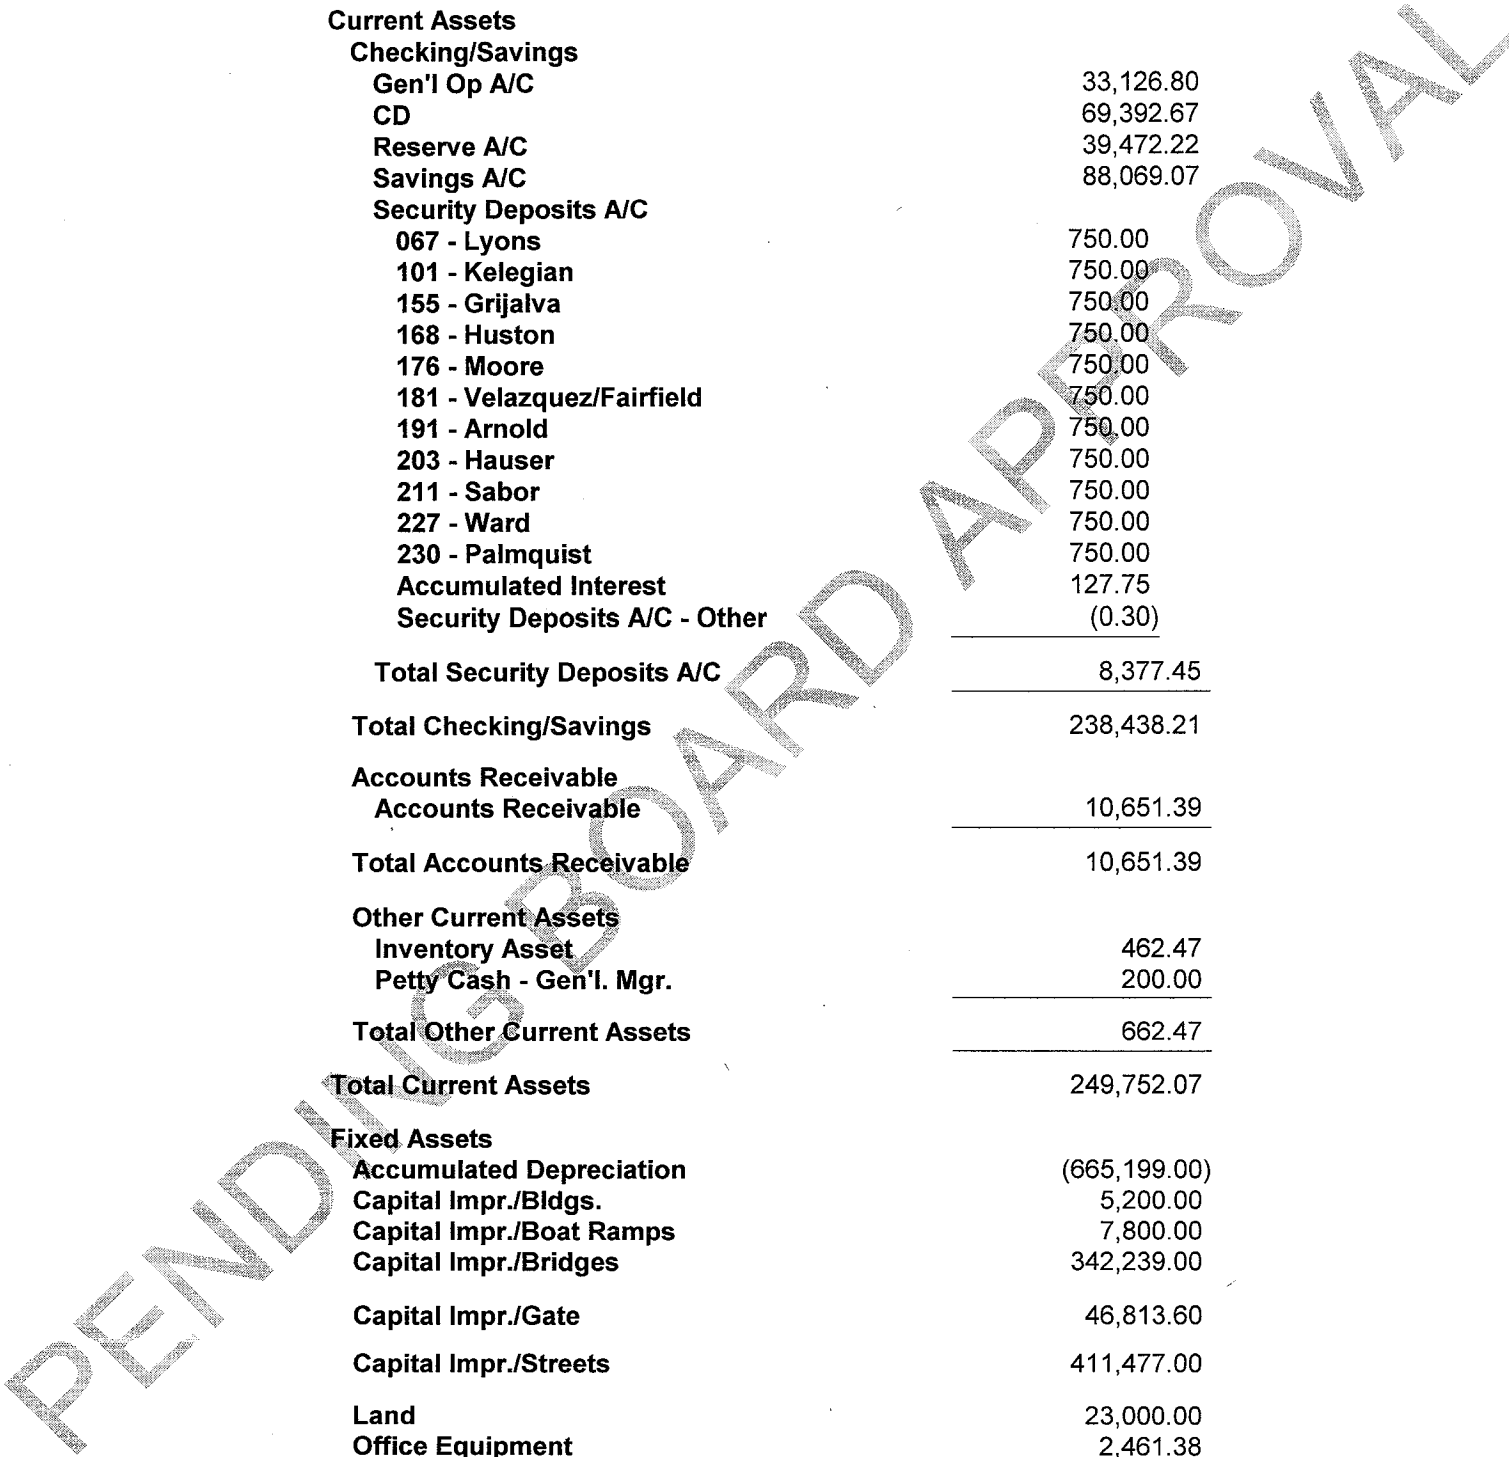 Current Assets
Checking/Savings
Gen'l Op A/C 33,126.80
CD 69,392.67
Reserve A/C 39,472.22
Savings A/C 88,069.07
Security Deposits A/C
067 - Lyons 750.00
101 - Kelegian 750.00
155 - Grijalva 750.00
168 - Huston 750.00
176 - Moore 750.00
181 - Velazquez/Fairfield 750.00
191 - Arnold 750.00
203 - Hauser 750.00
211 - Sabor 750.00
227 - Ward 750.00
230 - Palmquist 750.00
Accumulated Interest 127.75
Security Deposits A/C - Other (0.30)
Total Security Deposits A/C 8,377.45
Total Checking/Savings 238,438.21
Accounts Receivable
Accounts Receivable 10,651.39
Total Accounts Receivable 10,651.39
Other Current Assets
Inventory Asset 462.47
Petty Cash - Gen'l. Mgr. 200.00
Total Other Current Assets 662.47
Total Current Assets 249,752.07
Fixed Assets
Accumulated Depreciation (665,199.00)
Capital Impr./Bldgs. 5,200.00
Capital Impr./Boat Ramps 7,800.00
Capital Impr./Bridges 342,239.00
Capital Impr./Gate 46,813.60
Capital Impr./Streets 411,477.00
Land 23,000.00
Office Equipment 2,461.38
PENDING BOARD APPROVAL